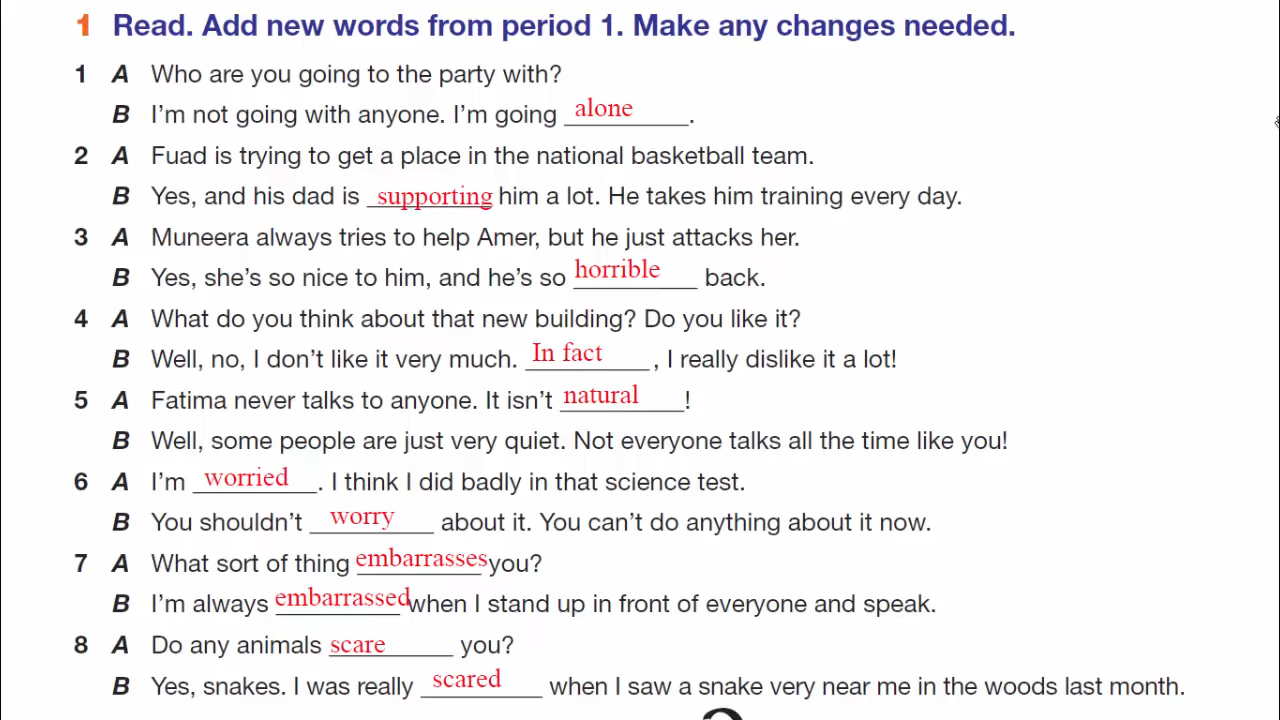 1 Read. Add new words from period 1. Make any changes needed.
1 A Who are you going to the party with?
B I'm not going with anyone. I'm going alone.
2 A Fuad is trying to get a place in the national basketball team.
B Yes, and his dad is supporting him a lot. He takes him training every day.
3 A Muneera always tries to help Amer, but he just attacks her.
B Yes, she's so nice to him, and he's so horrible back.
4 A What do you think about that new building? Do you like it?
B Well, no, I don't like it very much. In fact, I really dislike it a lot!
5 A Fatima never talks to anyone. It isn't natural!
B Well, some people are just very quiet. Not everyone talks all the time like you!
6 A I'm worried. I think I did badly in that science test.
B You shouldn't worry about it. You can't do anything about it now.
7 A What sort of thing embarrasses you?
B I'm always embarrassed when I stand up in front of everyone and speak.
8 A Do any animals scare you?
B Yes, snakes. I was really scared when I saw a snake very near me in the woods last month.